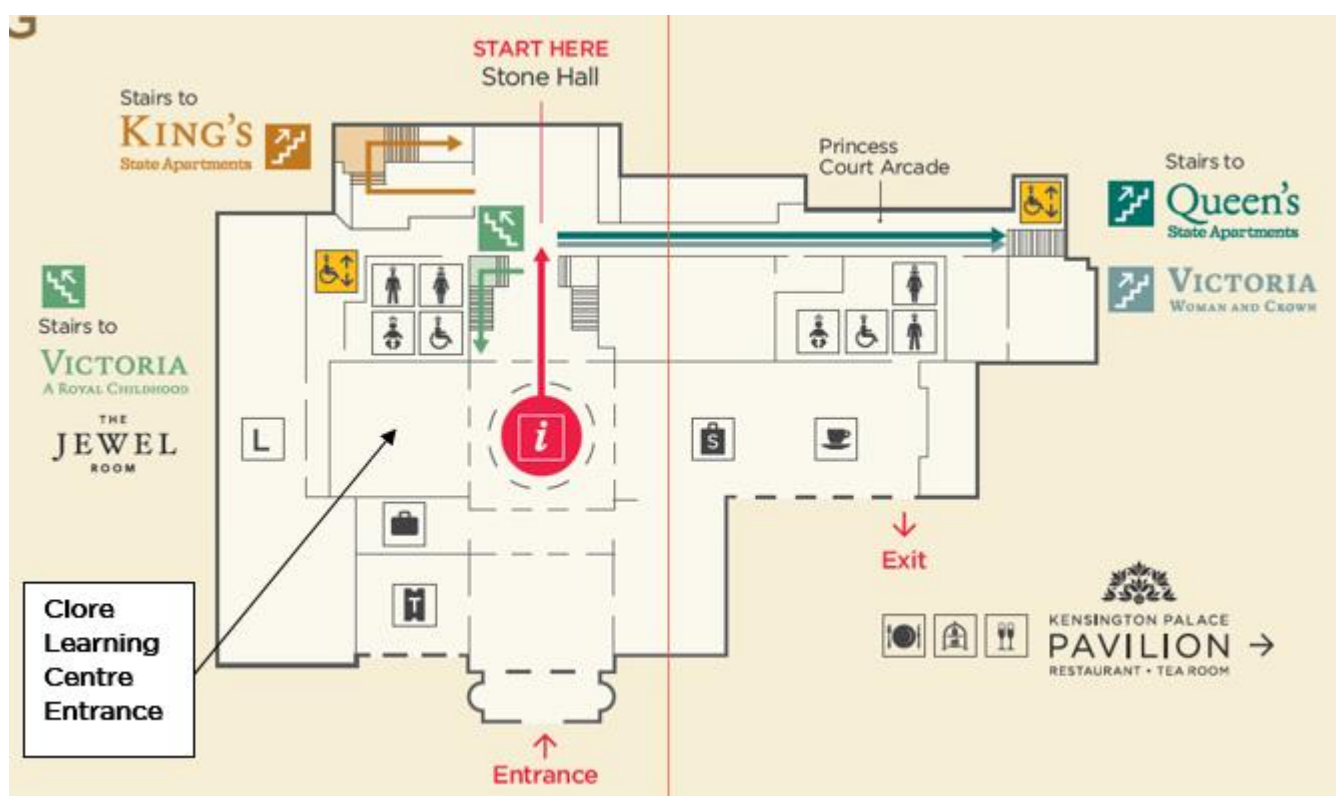 G
START HERE
Stone Hall
Stairs to
KING'S
State Apartments
Princess
Court Arcade
Stairs to
Queen's
State Apartments
VICTORIA
WOMAN AND CROWN
Stairs to
VICTORIA
A ROYAL CHILDHOOD
THE
JEWEL
ROOM
L
i
S
T
Clore
Learning
Centre
Entrance
Exit
KENSINGTON PALACE
PAVILION
RESTAURANT • TEA ROOM
Entrance